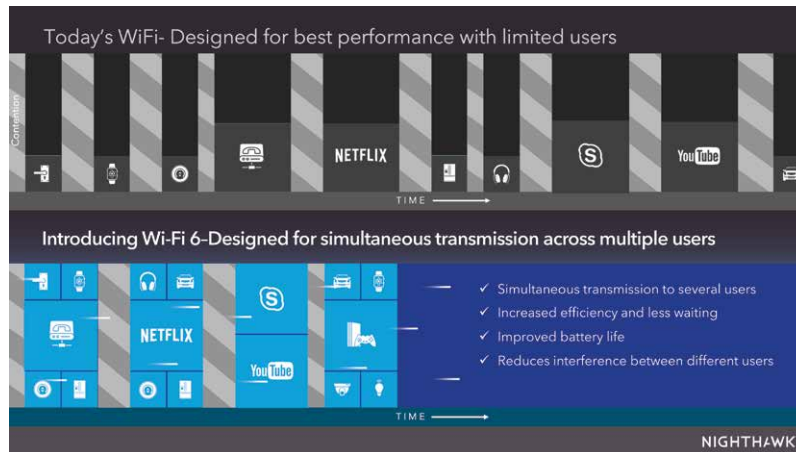 Today's WiFi- Designed for best performance with limited users
Contention
NETFLIX
S
YouTube
TIME
Introducing Wi-Fi 6–Designed for simultaneous transmission across multiple users
S
NETFLIX
YouTube
✓ Simultaneous transmission to several users
✓ Increased efficiency and less waiting
✓ Improved battery life
✓ Reduces interference between different users
TIME
NIGHTHAWK